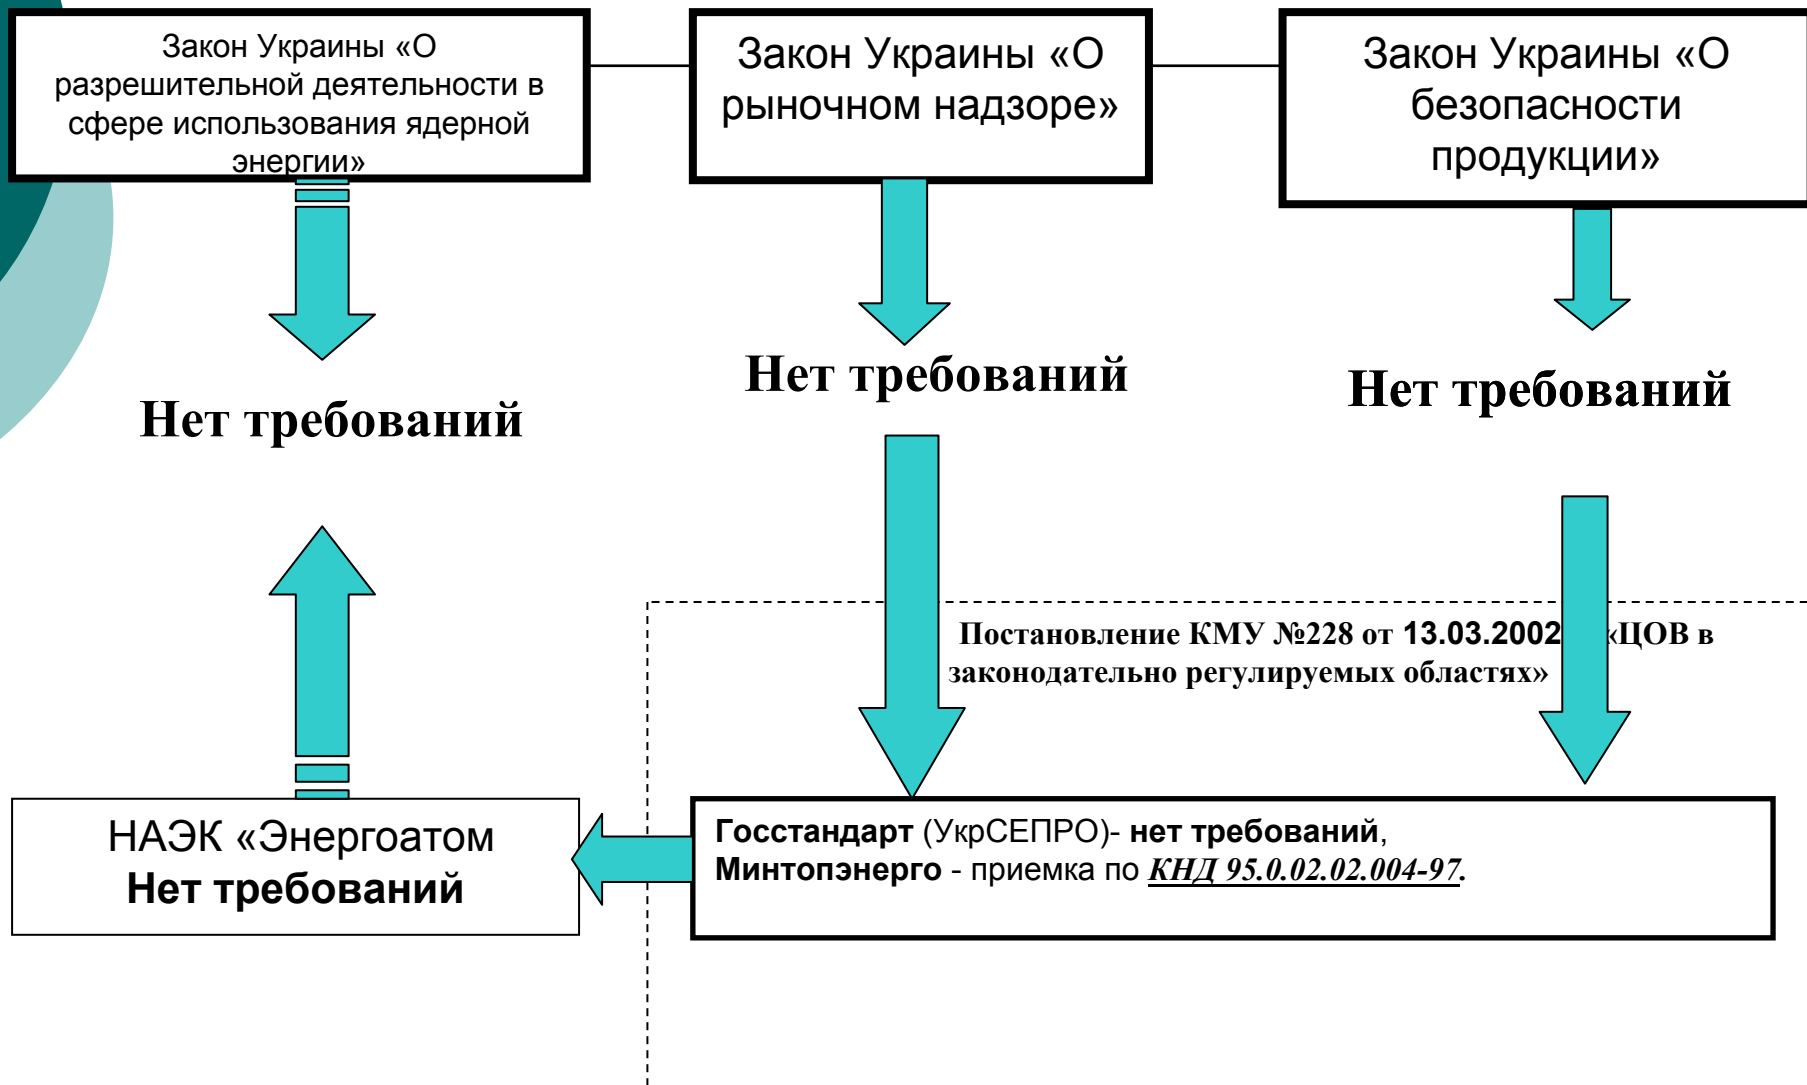 Закон Украины «О
разрешительной деятельности в
сфере использования ядерной
энергии»
Закон Украины «О
рыночном надзоре»
Закон Украины «О
безопасности
продукции»
Нет требований
Нет требований
Нет требований
Постановление КМУ №228 от 13.03.2002 «ЦОВ в
законодательно регулируемых областях»
НАЭК «Энергоатом
Нет требований
Госстандарт (УкрСЕПРО)- нет требований,
Минтопэнерго - приемка по КНД 95.0.02.02.004-97.